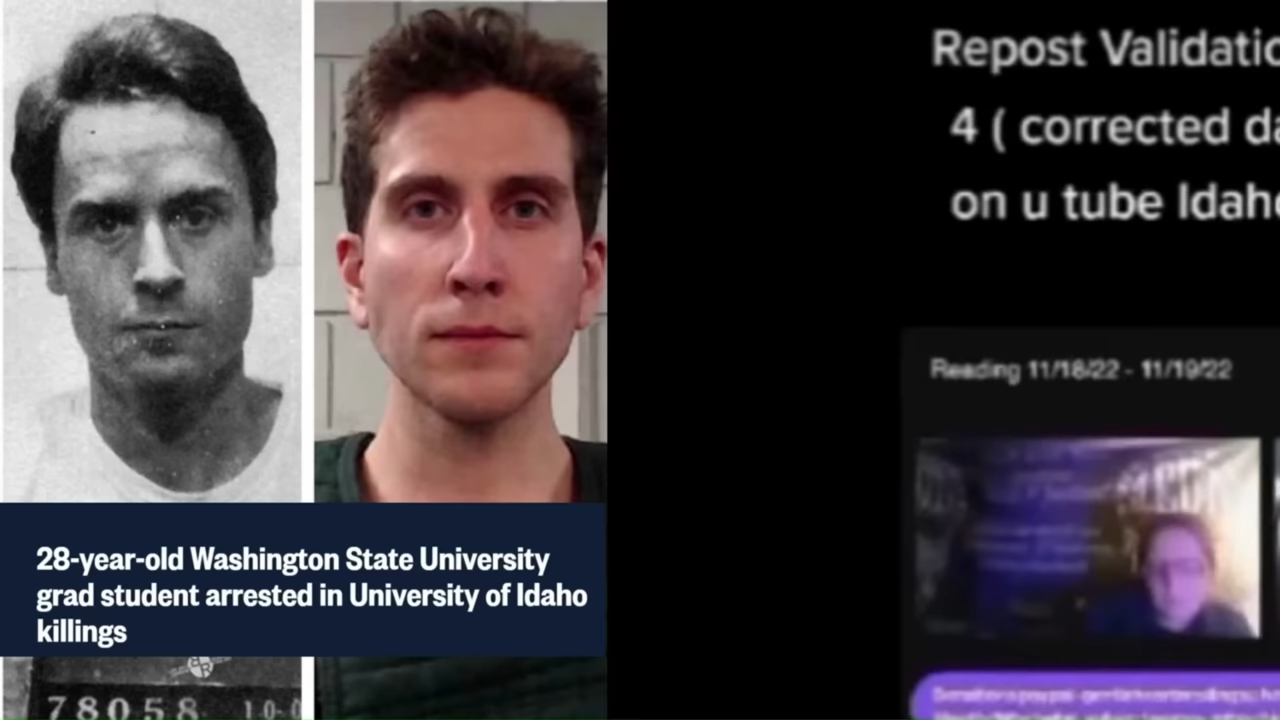 28-year-old Washington State University
grad student arrested in University of Idaho
killings
78058 10-
Repost Validatio
4 ( corrected da
on u tube Idaho
Reading 11/18/22 - 11/19/22